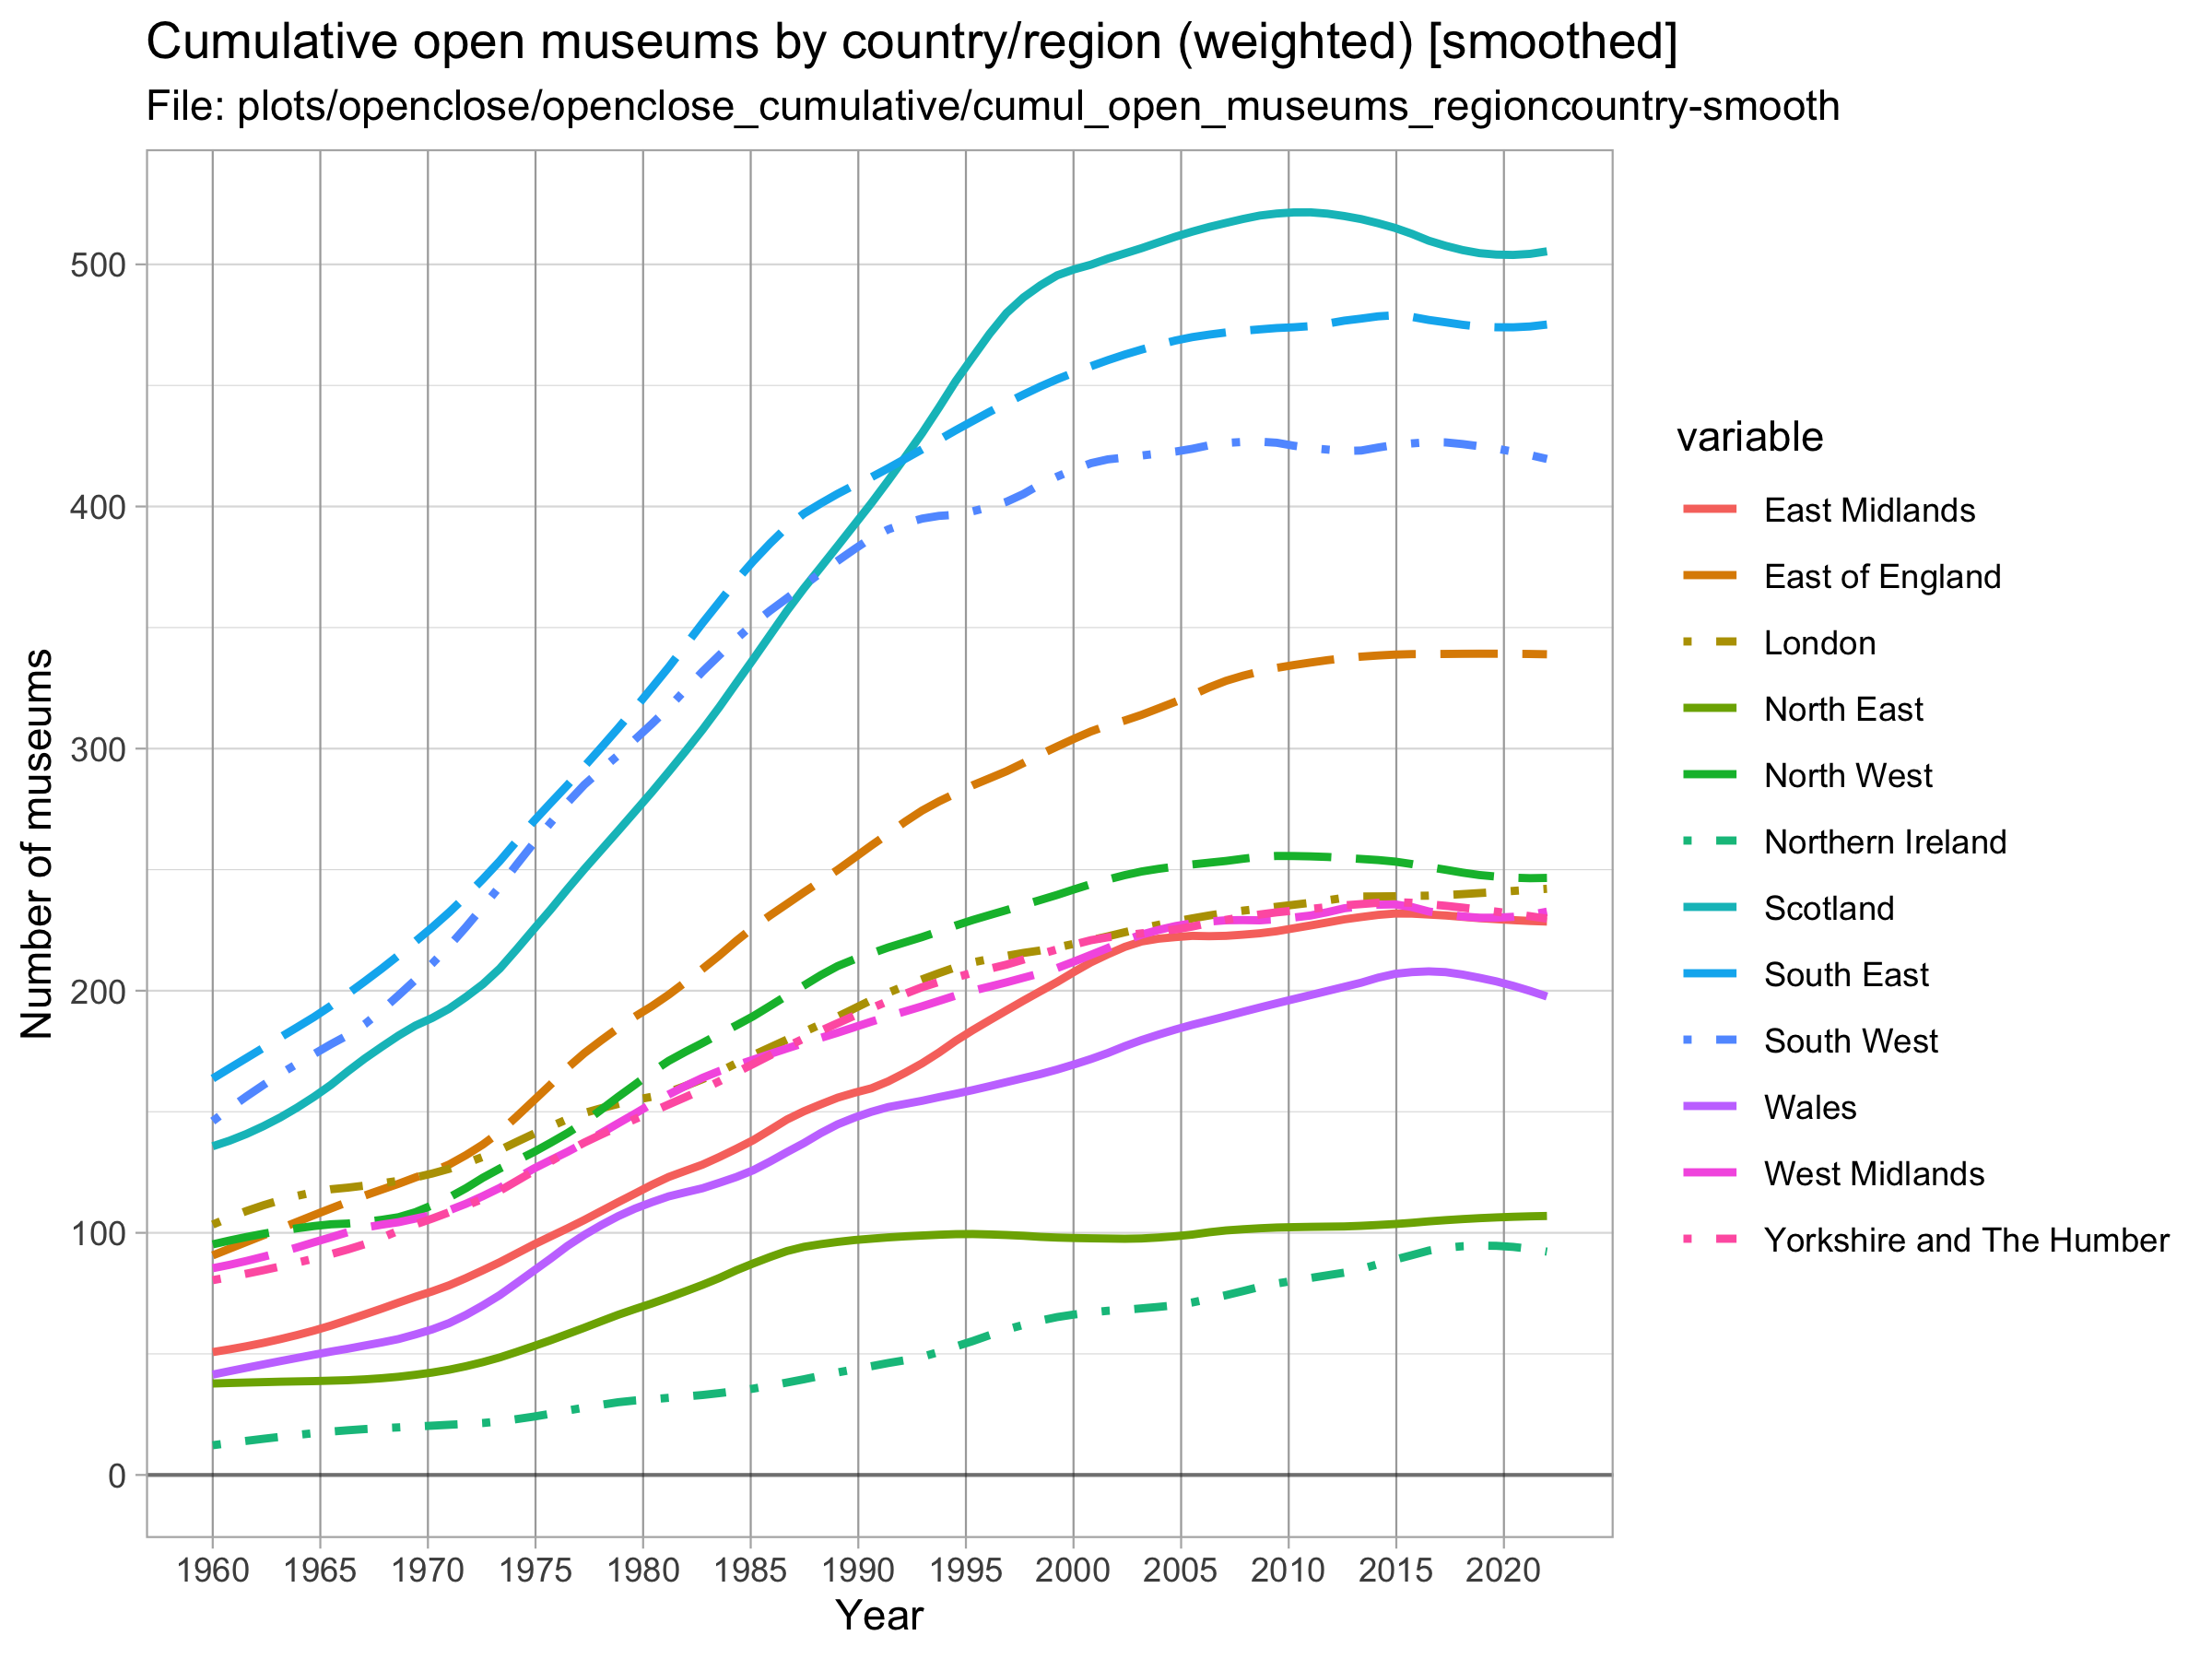 Cumulative open museums by country/region (weighted) [smoothed]
File: plots/openclose/openclose_cumulative/cumul_open_museums_regioncountry-smooth
Number of museums
500
400
300
200
100
0
1960 1965 1970 1975 1980 1985 1990 1995 2000 2005 2010 2015 2020
Year
variable
East Midlands
East of England
London
North East
North West
Northern Ireland
Scotland
South East
South West
Wales
West Midlands
Yorkshire and The Humber